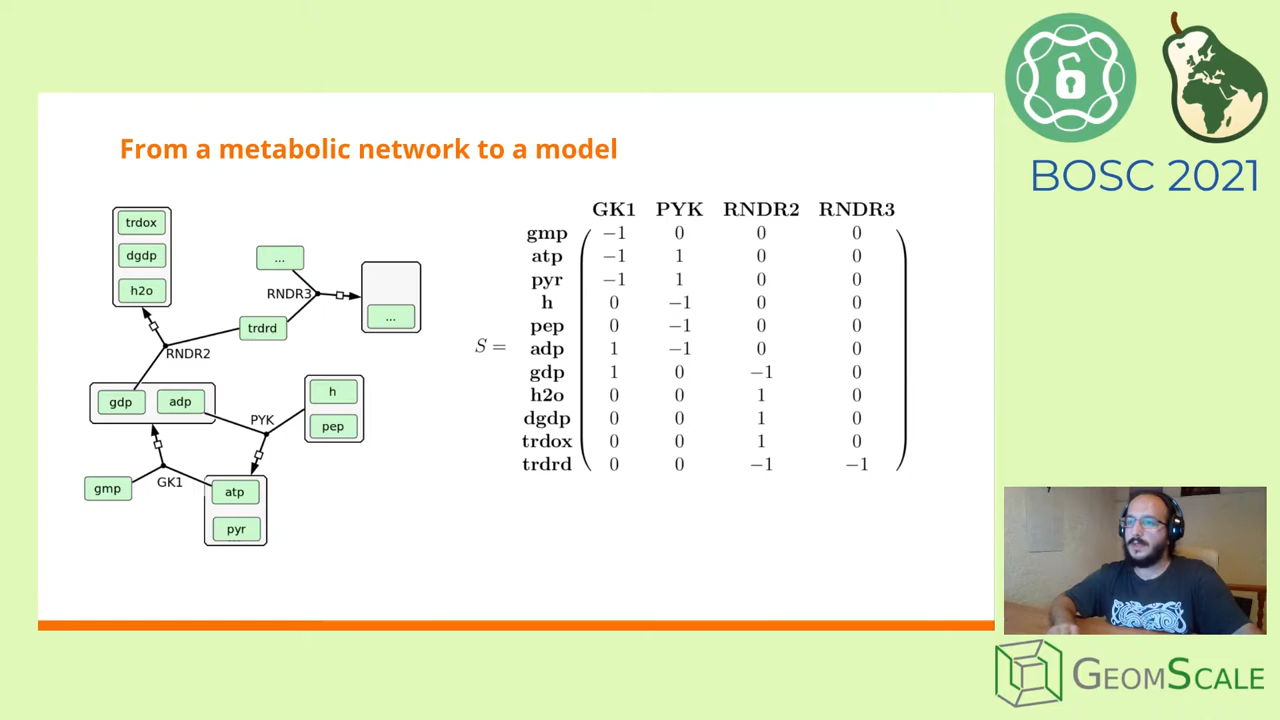 BOSC 2021
From a metabolic network to a model
trdox
dgdp
h2o
...
RNDR3
...
trdrd
RNDR2
gdp
adp
h
pep
PYK
GK1
gmp
atp
pyr
GK1 PYK RNDR2 RNDR3
gmp −1 0 0 0
atp −1 1 0 0
pyr −1 1 0 0
h 0 −1 0 0
pep 0 −1 0 0
S =
adp 1 −1 0 0
gdp 1 0 −1 0
h2o 0 0 1 0
dgdp 0 0 1 0
trdox 0 0 1 0
trdrd 0 0 −1 −1
GEOMSCALE